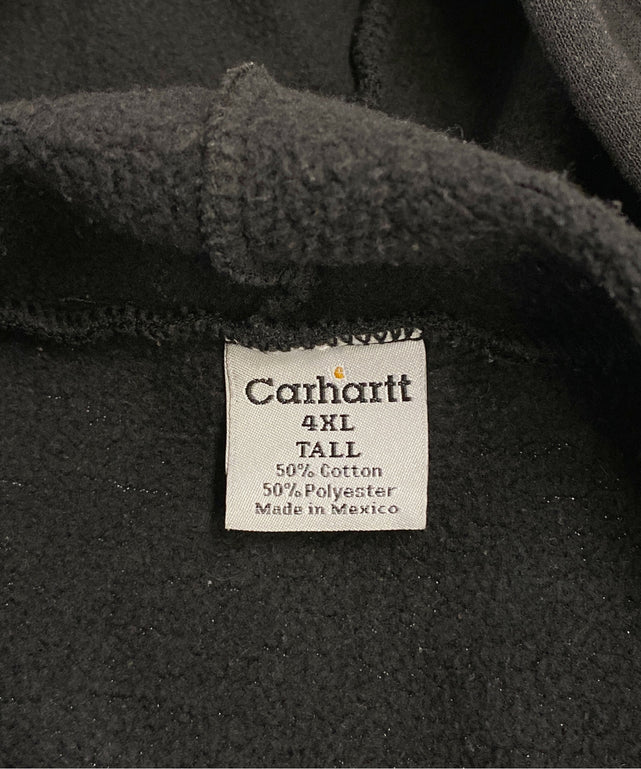 Carhartt
4XL
TALL
50% Cotton
50% Polyester
Made in Mexico